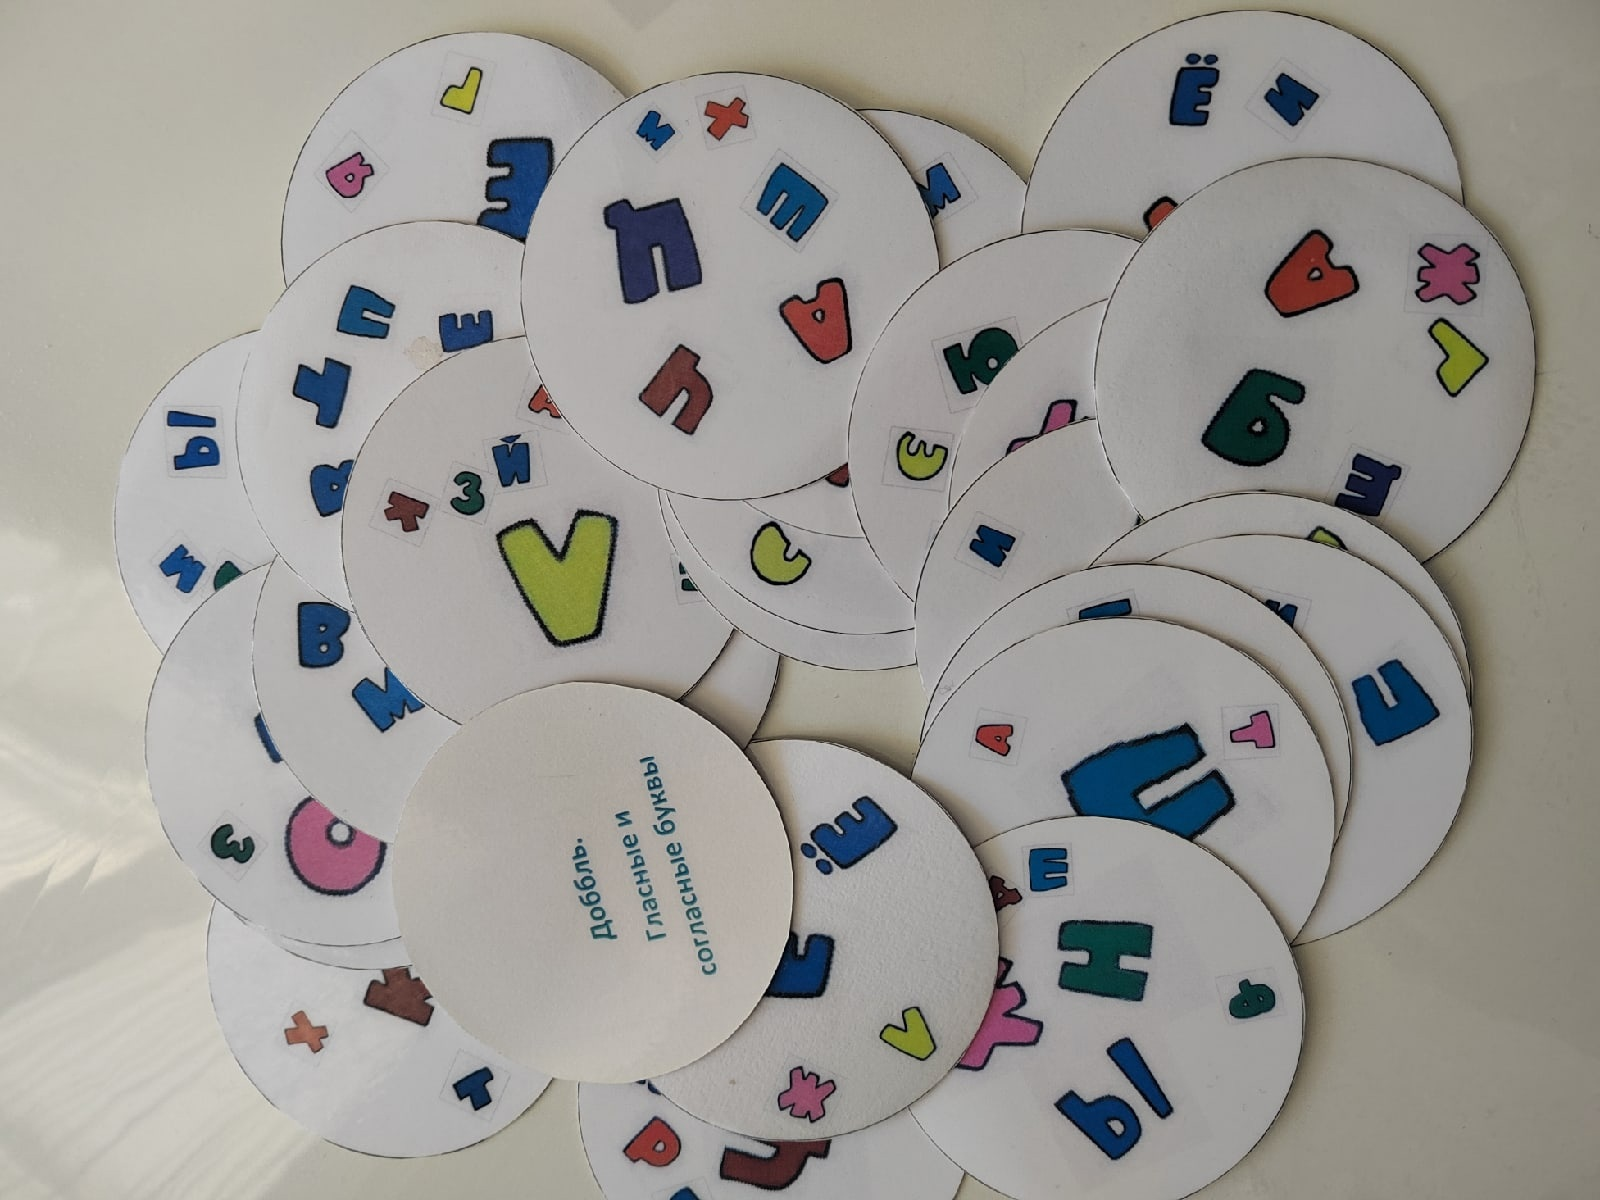 Доббль.
Гласные и
согласные буквы
Г
Я
Ш
М
Х
Ш
Д
А
Ч
М
Ё
И
А
Ж
Г
Б
Щ
П
Е
Т
Я
Ы
М
К
З
Й
V
Ю
Э
С
И
В
М
О
З
П
А
Т
Ш
Н
Ы
Ф
Ё
V
Ж
Х
Т
Р
Ц